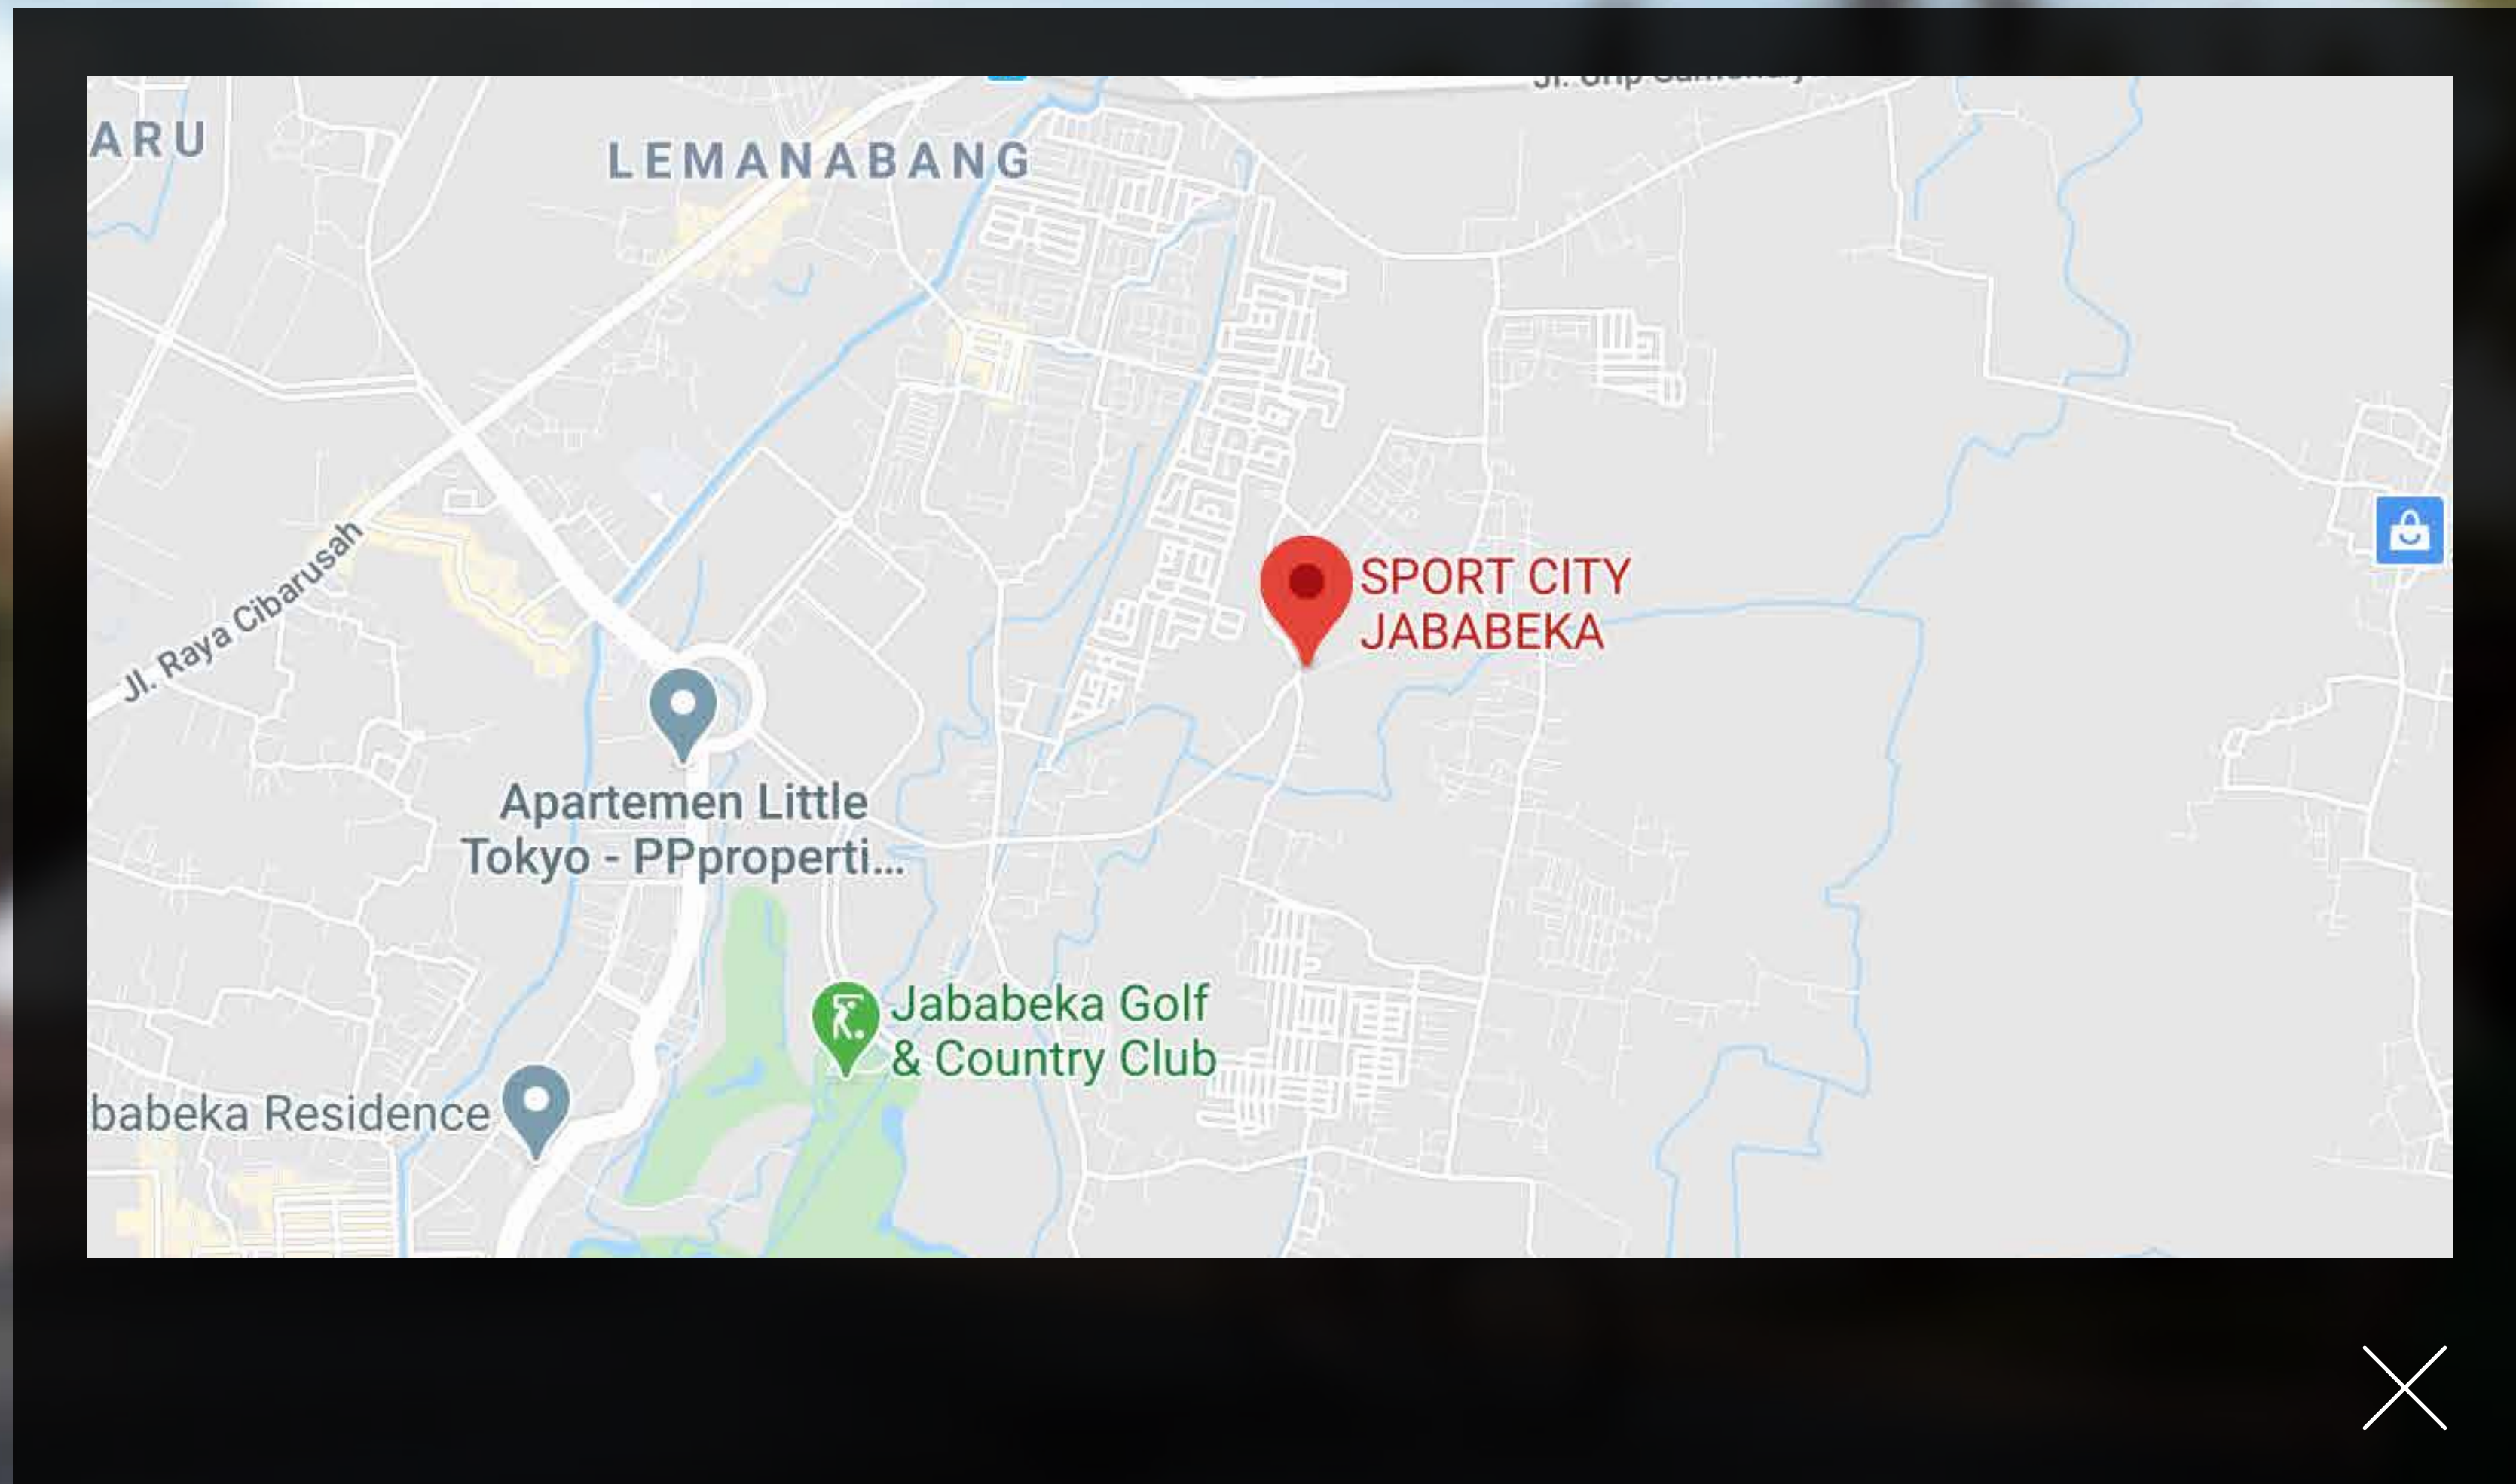 ARU
LEMANABANG
Jl. Raya Cibarusah
SPORT CITY
JABABEKA
Apartemen Little
Tokyo - PPproperti...
Jababeka Golf
& Country Club
babeka Residence